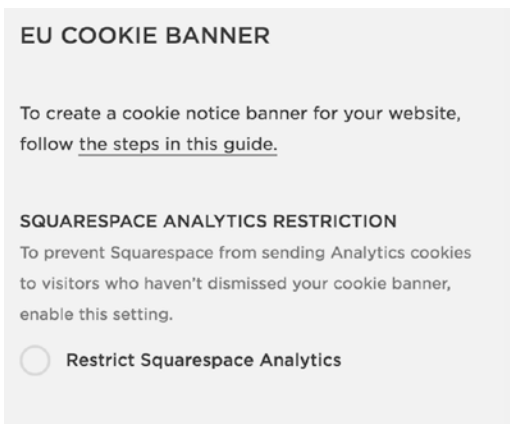 EU COOKIE BANNER
To create a cookie notice banner for your website,
follow the steps in this guide.
SQUARESPACE ANALYTICS RESTRICTION
To prevent Squarespace from sending Analytics cookies
to visitors who haven’t dismissed your cookie banner,
enable this setting.
Restrict Squarespace Analytics